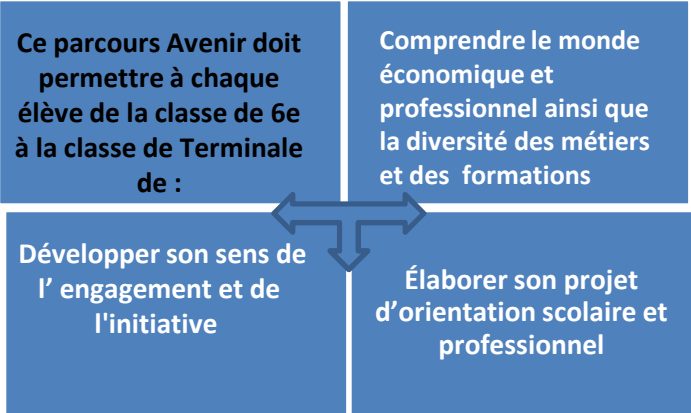 Ce parcours Avenir doit
permettre à chaque
élève de la classe de 6e
à la classe de Terminale
de :
Comprendre le monde
économique et
professionnel ainsi que
la diversité des métiers
et des  formations
Développer son sens de
l’ engagement et de
l'initiative
Élaborer son projet
d’orientation scolaire et
professionnel